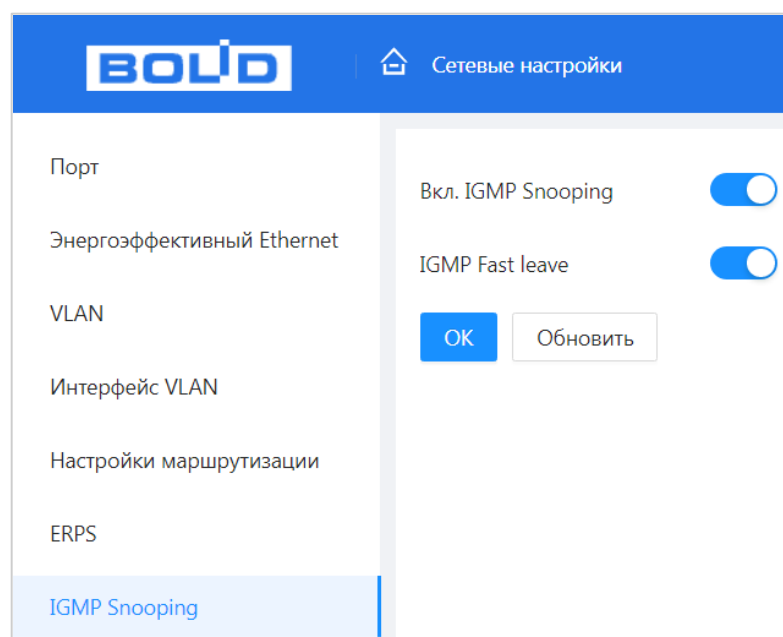 BOLID
Сетевые настройки
Порт
Энергоэффективный Ethernet
VLAN
Интерфейс VLAN
Настройки маршрутизации
ERPS
IGMP Snooping
Вкл. IGMP Snooping
IGMP Fast leave
OK
Обновить